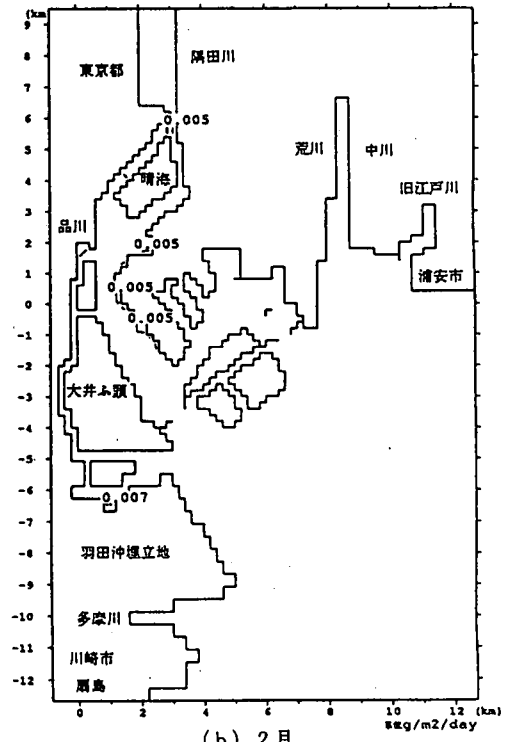 (km)
9
8
7
6
5
4
3
2
1
0
-1
-2
-3
-4
-5
-6
-7
-8
-9
-10
-11
-12
東京都
隅田川
0.005
荒川
中川
晴海
旧江戸川
品川
0.005
浦安市
0.005
0.005
大井ふ頭
0.007
羽田沖埋立地
多摩川
川崎市
扇島
0 2 4 6 8 10 12 (km)
mg/m2/day
(b) 2月